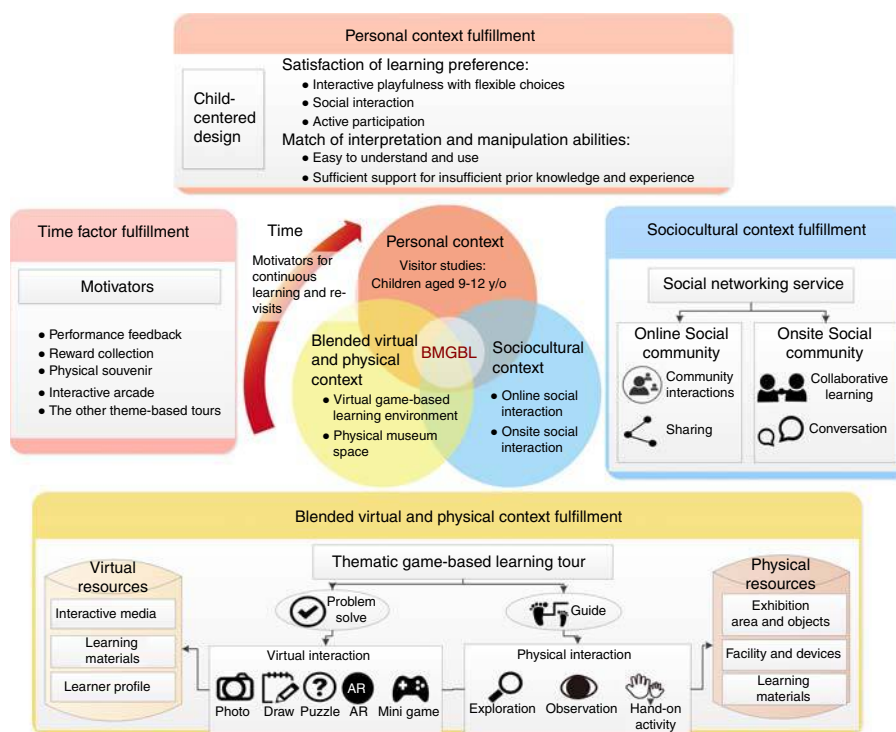 Personal context fulfillment
Child-
centered
design
Satisfaction of learning preference:
● Interactive playfulness with flexible choices
● Social interaction
● Active participation
Match of interpretation and manipulation abilities:
● Easy to understand and use
● Sufficient support for insufficient prior knowledge and experience
Time factor fulfillment
Motivators
● Performance feedback
● Reward collection
● Physical souvenir
● Interactive arcade
● The other theme-based tours
Time
Motivators for
continuous
learning and re-
visits
Personal context
Visitor studies:
Children aged 9-12 y/o
Blended virtual
and physical
context
● Virtual game-based
learning environment
● Physical museum
space
BMGBL
Sociocultural
context
● Online social
interaction
● Onsite social
interaction
Sociocultural context fulfillment
Social networking service
Online Social
community
Community
interactions
Sharing
Onsite Social
community
Collaborative
learning
Conversation
Blended virtual and physical context fulfillment
Virtual
resources
Interactive media
Learning
materials
Learner profile
Thematic game-based learning tour
Problem
solve
Guide
Virtual interaction
AR
Photo Draw Puzzle AR Mini game
Physical interaction
Exploration Observation Hand-on
activity
Physical
resources
Exhibition
area and objects
Facility and devices
Learning
materials